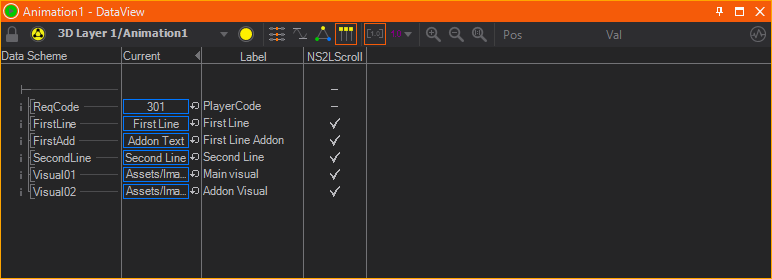 Animation1 - DataView
3D Layer 1/Animation1 Pos Val
Data Scheme Current Label NS2LScroll
ReqCode 301 PlayerCode
FirstLine First Line First Line
FirstAdd Addon Text First Line Addon
SecondLine Second Line Second Line
Visual01 Assets/Ima... Main visual
Visual02 Assets/Ima... Addon Visual